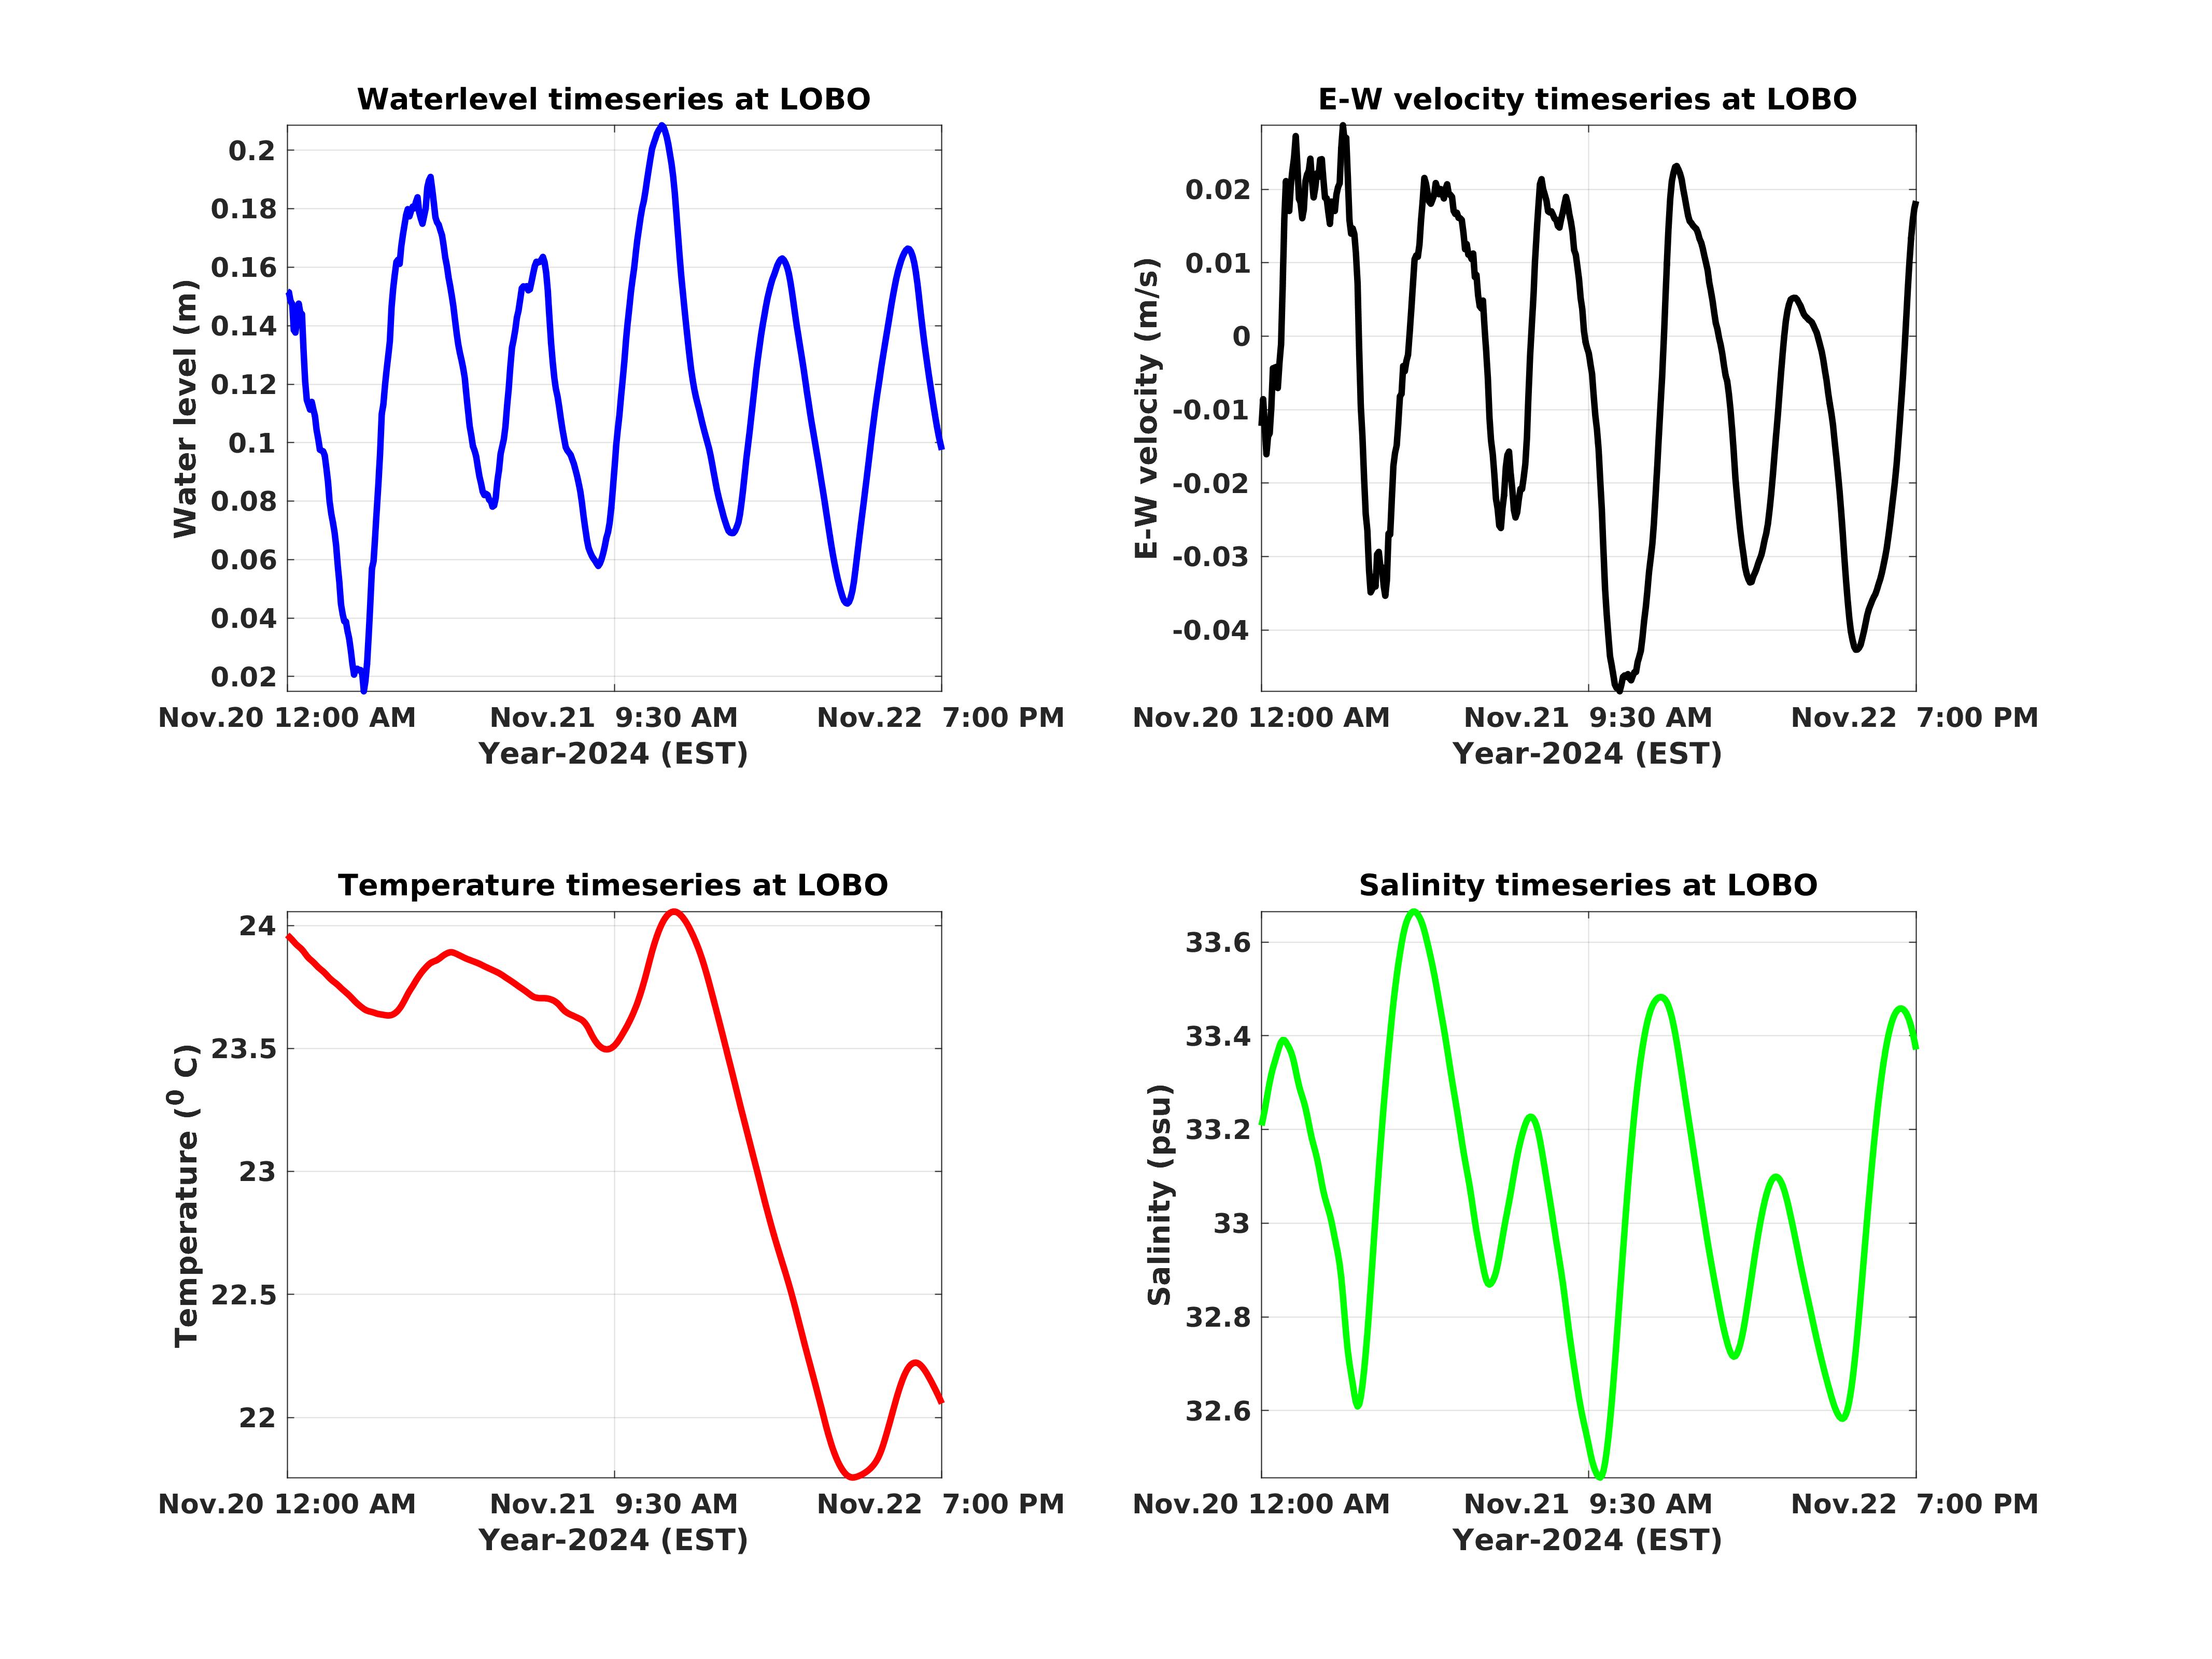 Waterlevel timeseries at LOBO
0.2
0.18
0.16
0.14
0.12
0.1
0.08
0.06
0.04
0.02
Water level (m)
Nov.20 12:00 AM Nov.21 9:30 AM Nov.22 7:00 PM
Year-2024 (EST)
E-W velocity timeseries at LOBO
0.02
0.01
0
-0.01
-0.02
-0.03
-0.04
E-W velocity (m/s)
Nov.20 12:00 AM Nov.21 9:30 AM Nov.22 7:00 PM
Year-2024 (EST)
Temperature timeseries at LOBO
24
23.5
23
22.5
22
Temperature (⁰ C)
Nov.20 12:00 AM Nov.21 9:30 AM Nov.22 7:00 PM
Year-2024 (EST)
Salinity timeseries at LOBO
33.6
33.4
33.2
33
32.8
32.6
Salinity (psu)
Nov.20 12:00 AM Nov.21 9:30 AM Nov.22 7:00 PM
Year-2024 (EST)